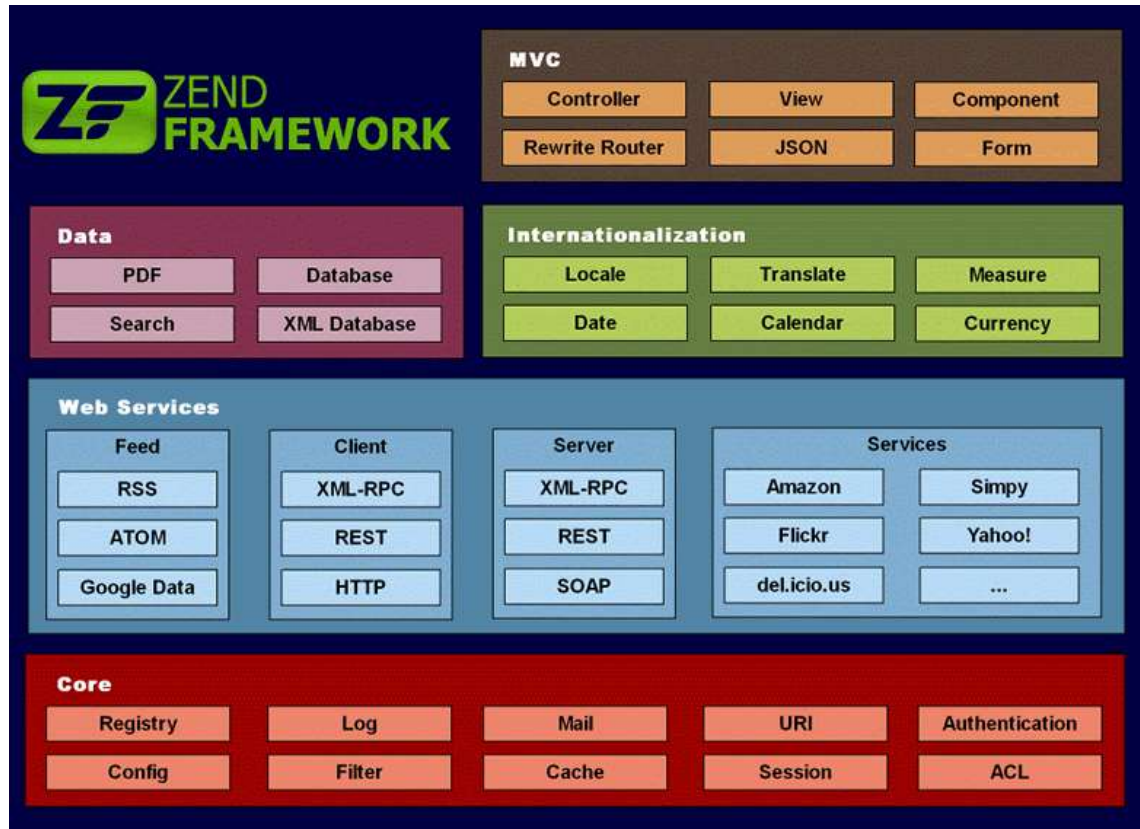 ZF ZEND
FRAMEWORK
MVC
Controller View Component
Rewrite Router JSON Form
Data
PDF Database
Search XML Database
Internationalization
Locale Translate Measure
Date Calendar Currency
Web Services
Feed
RSS
ATOM
Google Data
Client
XML-RPC
REST
HTTP
Server
XML-RPC
REST
SOAP
Services
Amazon Simpy
Flickr Yahoo!
del.icio.us ...
Core
Registry Log Mail URI Authentication
Config Filter Cache Session ACL